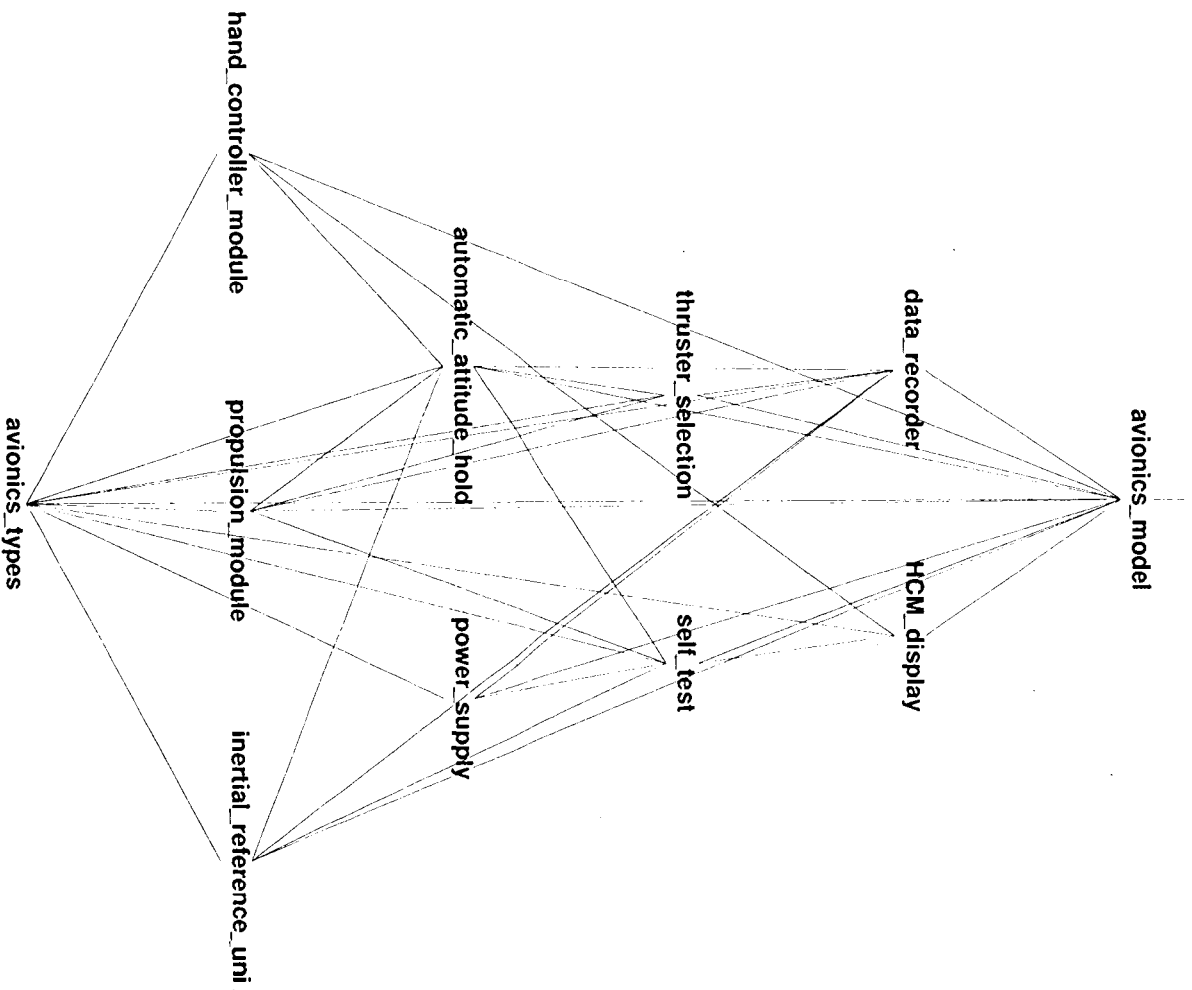 avionics_model
data_recorder
HCM_display
thruster_selection
self_test
automatic_attitude_hold
power_supply
hand_controller_module
propulsion_module
inertial_reference_uni
avionics_types